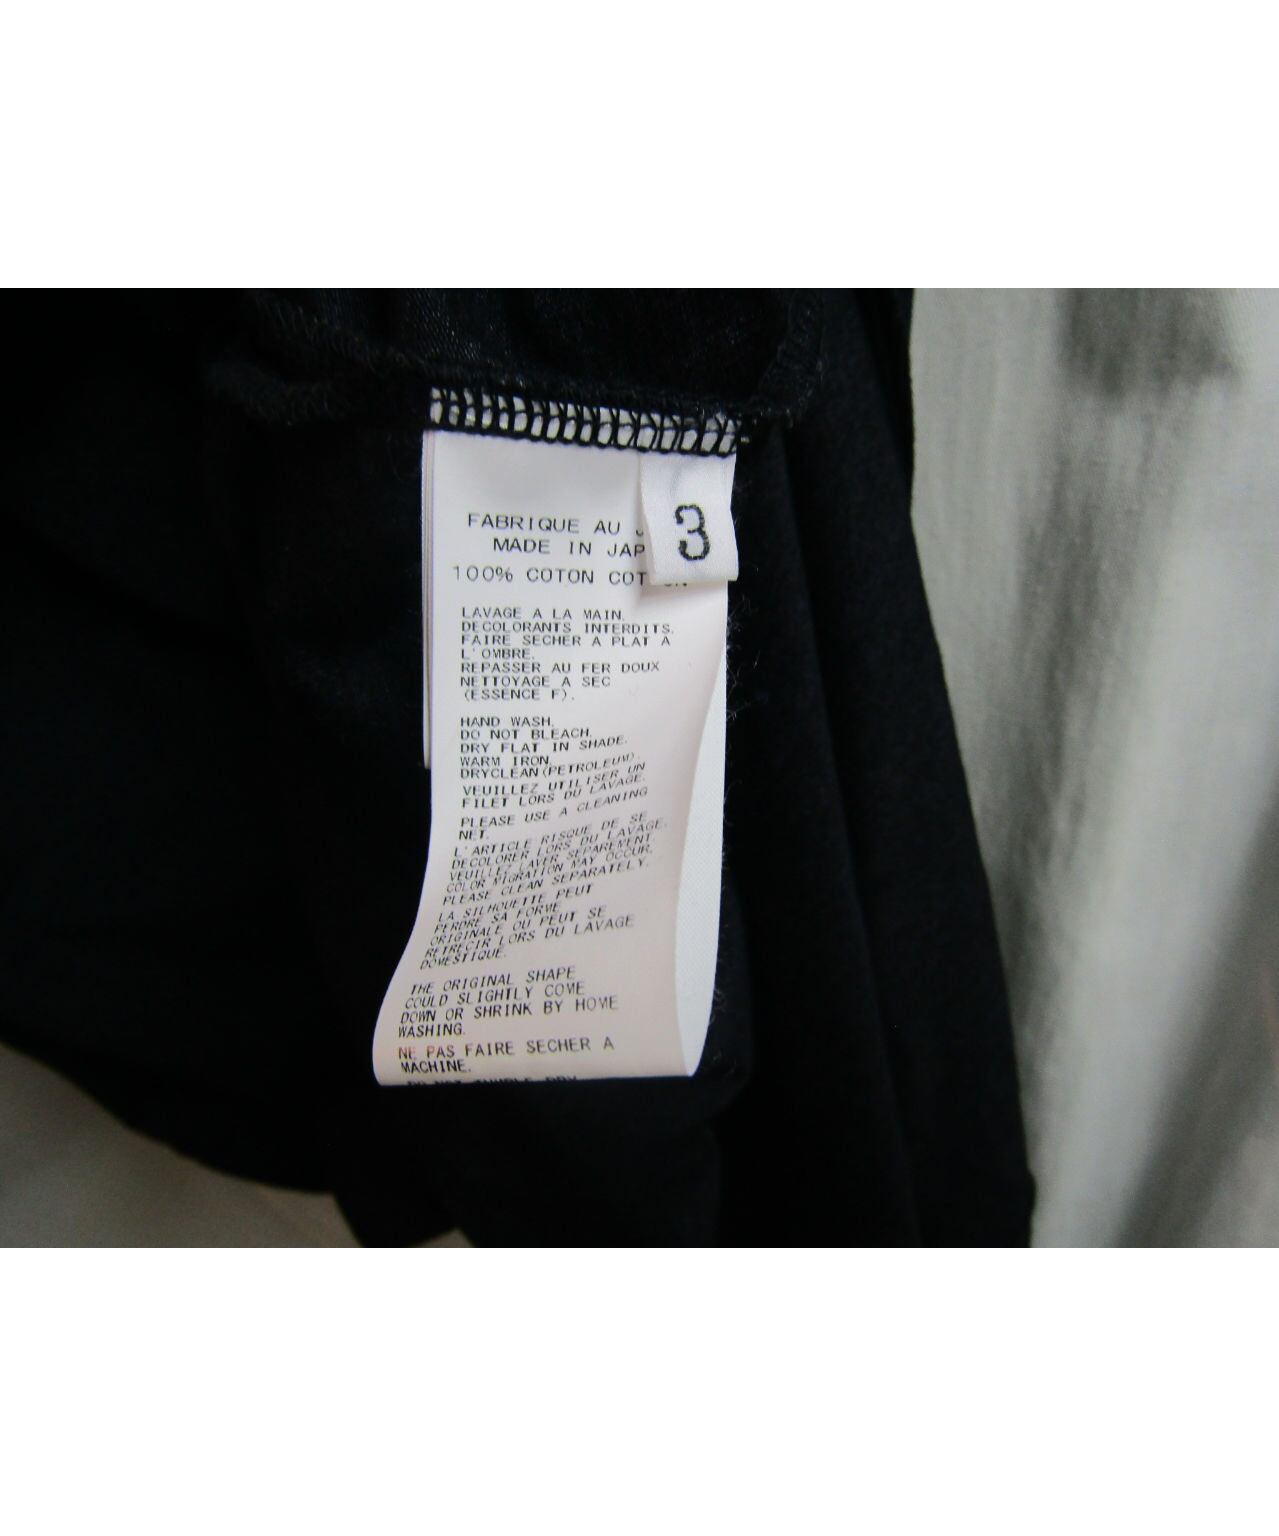 3
FABRIQUE AU
MADE IN JAP
100% COTON COT ON
LAVAGE A LA MAIN.
DECOLORANTS INTERDITS.
FAIRE SECHER A PLAT A
L'OMBRE.
REPASSER AU FER DOUX
NETTOYAGE A SEC
(ESSENCE F).
HAND WASH.
DO NOT BLEACH.
DRY FLAT IN SHADE.
WARM IRON.
DRYCLEAN(PETROLEUM).
VEUILLEZ UTILISER UN
FILET LORS DU LAVAGE.
PLEASE USE A CLEANING
NET.
L'ARTICLE RISQUE DE SE
DECOLORER LORS DU LAVAGE.
VEUILLEZ LAVER SEPAREMENT.
COLOR MIGRATION MAY OCCUR.
PLEASE CLEAN SEPARATELY.
LA SILHOUETTE PEUT
PERDRE SA FORME
ORIGINALE OU PEUT SE
RETRECIR LORS DU LAVAGE
DOMESTIQUE.
THE ORIGINAL SHAPE
COULD SLIGHTLY COME
DOWN OR SHRINK BY HOME
WASHING.
NE PAS FAIRE SECHER A
MACHINE.